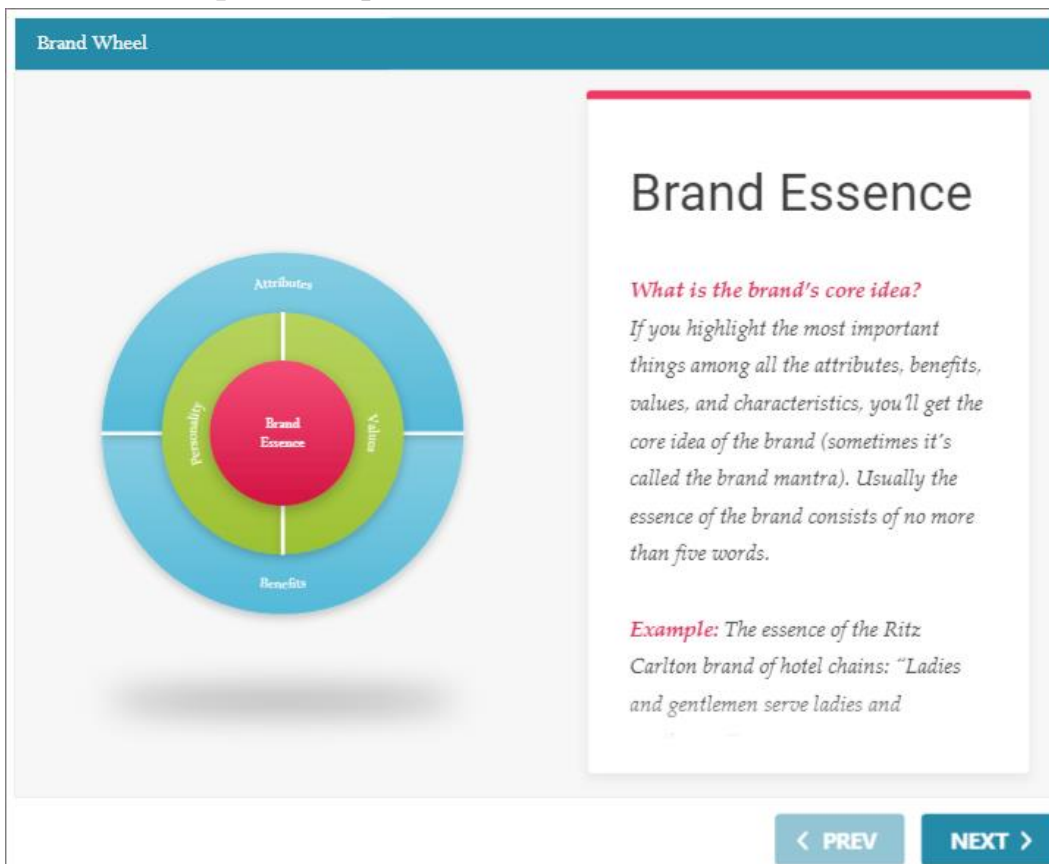 Brand Wheel
Attributes
Personality
Brand
Essence
Values
Benefits
Brand Essence
What is the brand's core idea?
If you highlight the most important
things among all the attributes, benefits,
values, and characteristics, you'll get the
core idea of the brand (sometimes it's
called the brand mantra). Usually the
essence of the brand consists of no more
than five words.
Example: The essence of the Ritz
Carlton brand of hotel chains: "Ladies
and gentlemen serve ladies and
PREV
NEXT